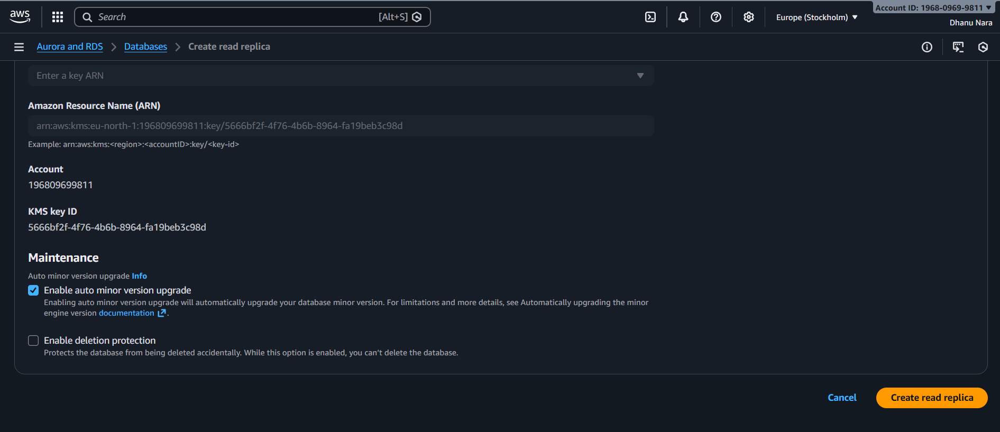 aws
Search
[Alt+S]
Europe (Stockholm)
Account ID: 1968-0969-9811
Dhanu Nara
Aurora and RDS
Databases
Create read replica
Enter a key ARN
Amazon Resource Name (ARN)
arn:aws:kms:eu-north-1:196809699811:key/5666bf2f-4f76-4b6b-8964-fa19beb3c98d
Example: arn:aws:kms:<region>:<accountID>:key/<key-id>
Account
196809699811
KMS key ID
5666bf2f-4f76-4b6b-8964-fa19beb3c98d
Maintenance
Auto minor version upgrade Info
Enable auto minor version upgrade
Enabling auto minor version upgrade will automatically upgrade your database minor version. For limitations and more details, see Automatically upgrading the minor
engine version documentation.
Enable deletion protection
Protects the database from being deleted accidentally. While this option is enabled, you can’t delete the database.
Cancel
Create read replica